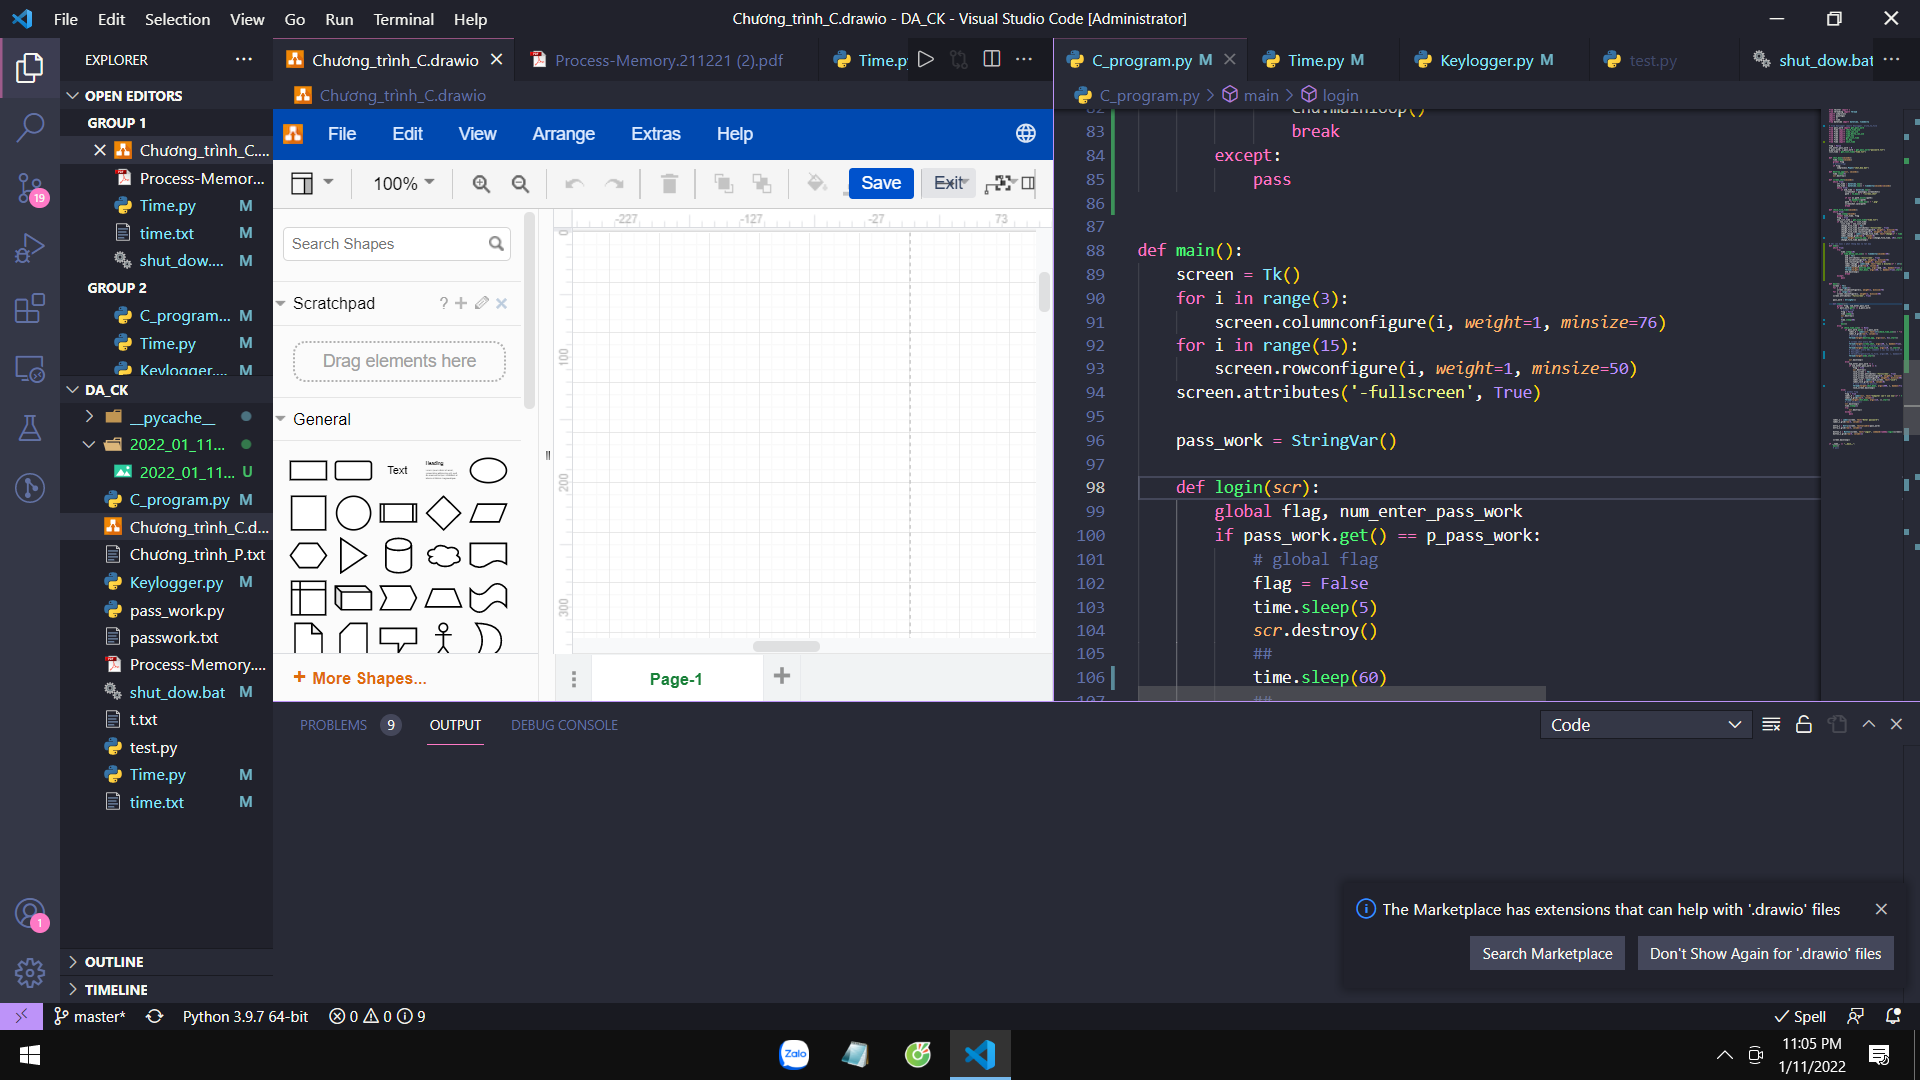 File Edit Selection View Go Run Terminal Help
Chương_trình_C.drawio - DA_CK - Visual Studio Code [Administrator]
EXPLORER
OPEN EDITORS
GROUP 1
Chương_trình_C....
Process-Memor...
Time.py M
time.txt M
shut_dow.... M
GROUP 2
C_program... M
Time.py M
Keylogger.... M
DA_CK
__pycache__
2022_01_11...
2022_01_11... U
C_program.py M
Chương_trình_C.d...
Chương_trình_P.txt
Keylogger.py M
pass_work.py
passwork.txt
Process-Memory....
shut_dow.bat M
t.txt
test.py
Time.py M
time.txt M
OUTLINE
TIMELINE
19
1
Chương_trình_C.drawio
Process-Memory.211221 (2).pdf
Time.py
Chương_trình_C.drawio
File Edit View Arrange Extras Help
100%
Save
Exit
-227 -127 -27 73
0
100
200
300
Search Shapes
Scratchpad
?
Drag elements here
General
Text
Heading
+ More Shapes...
Page-1
C_program.py M
Time.py M
Keylogger.py M
test.py
shut_dow.bat
C_program.py > main > login
82 chu.mainloop()
83 break
84 except:
85 pass
86
87
88 def main():
89 screen = Tk()
90 for i in range(3):
91 screen.columnconfigure(i, weight=1, minsize=76)
92 for i in range(15):
93 screen.rowconfigure(i, weight=1, minsize=50)
94 screen.attributes('-fullscreen', True)
95
96 pass_work = StringVar()
97
98 def login(scr):
99 global flag, num_enter_pass_work
100 if pass_work.get() == p_pass_work:
101 # global flag
102 flag = False
103 time.sleep(5)
104 scr.destroy()
105 ##
106 time.sleep(60)
107 ##
PROBLEMS 9 OUTPUT DEBUG CONSOLE
Code
The Marketplace has extensions that can help with '.drawio' files
Search Marketplace
Don't Show Again for '.drawio' files
master*
Python 3.9.7 64-bit
0 0 9
Spell
Zalo
11:05 PM
1/11/2022